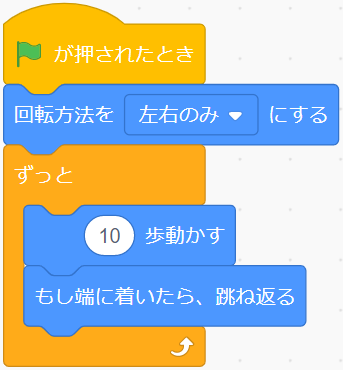 が押されたとき
回転方法を 左右のみ にする
ずっと
10 歩動かす
もし端に着いたら、跳ね返る